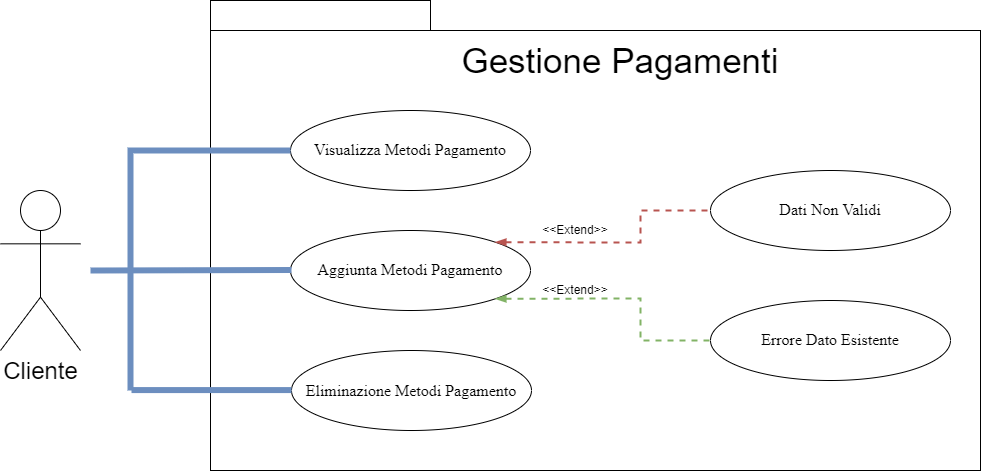 Gestione Pagamenti
Visualizza Metodi Pagamento
Dati Non Validi
<<Extend>>
Aggiunta Metodi Pagamento
<<Extend>>
Errore Dato Esistente
Cliente
Eliminazione Metodi Pagamento